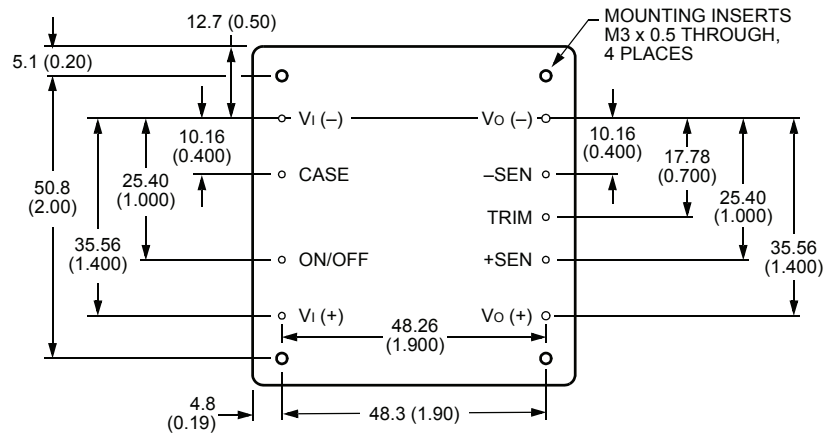 12.7 (0.50)
MOUNTING INSERTS
M3 x 0.5 THROUGH,
4 PLACES
5.1 (0.20)
VI (–)
VO (–)
10.16
(0.400)
10.16
(0.400)
17.78
(0.700)
CASE
–SEN
25.40
(1.000)
50.8
(2.00)
25.40
(1.000)
TRIM
35.56
(1.400)
35.56
(1.400)
ON/OFF
+SEN
VI (+)
VO (+)
48.26
(1.900)
4.8
(0.19)
48.3 (1.90)